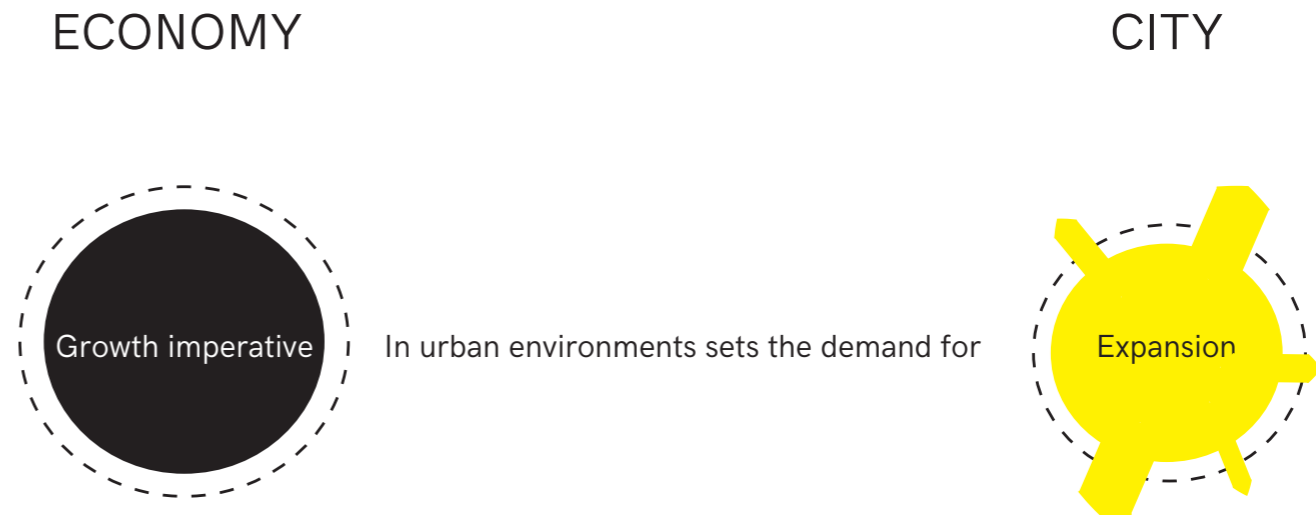 ECONOMY
CITY
Growth imperative
In urban environments sets the demand for
Expansion